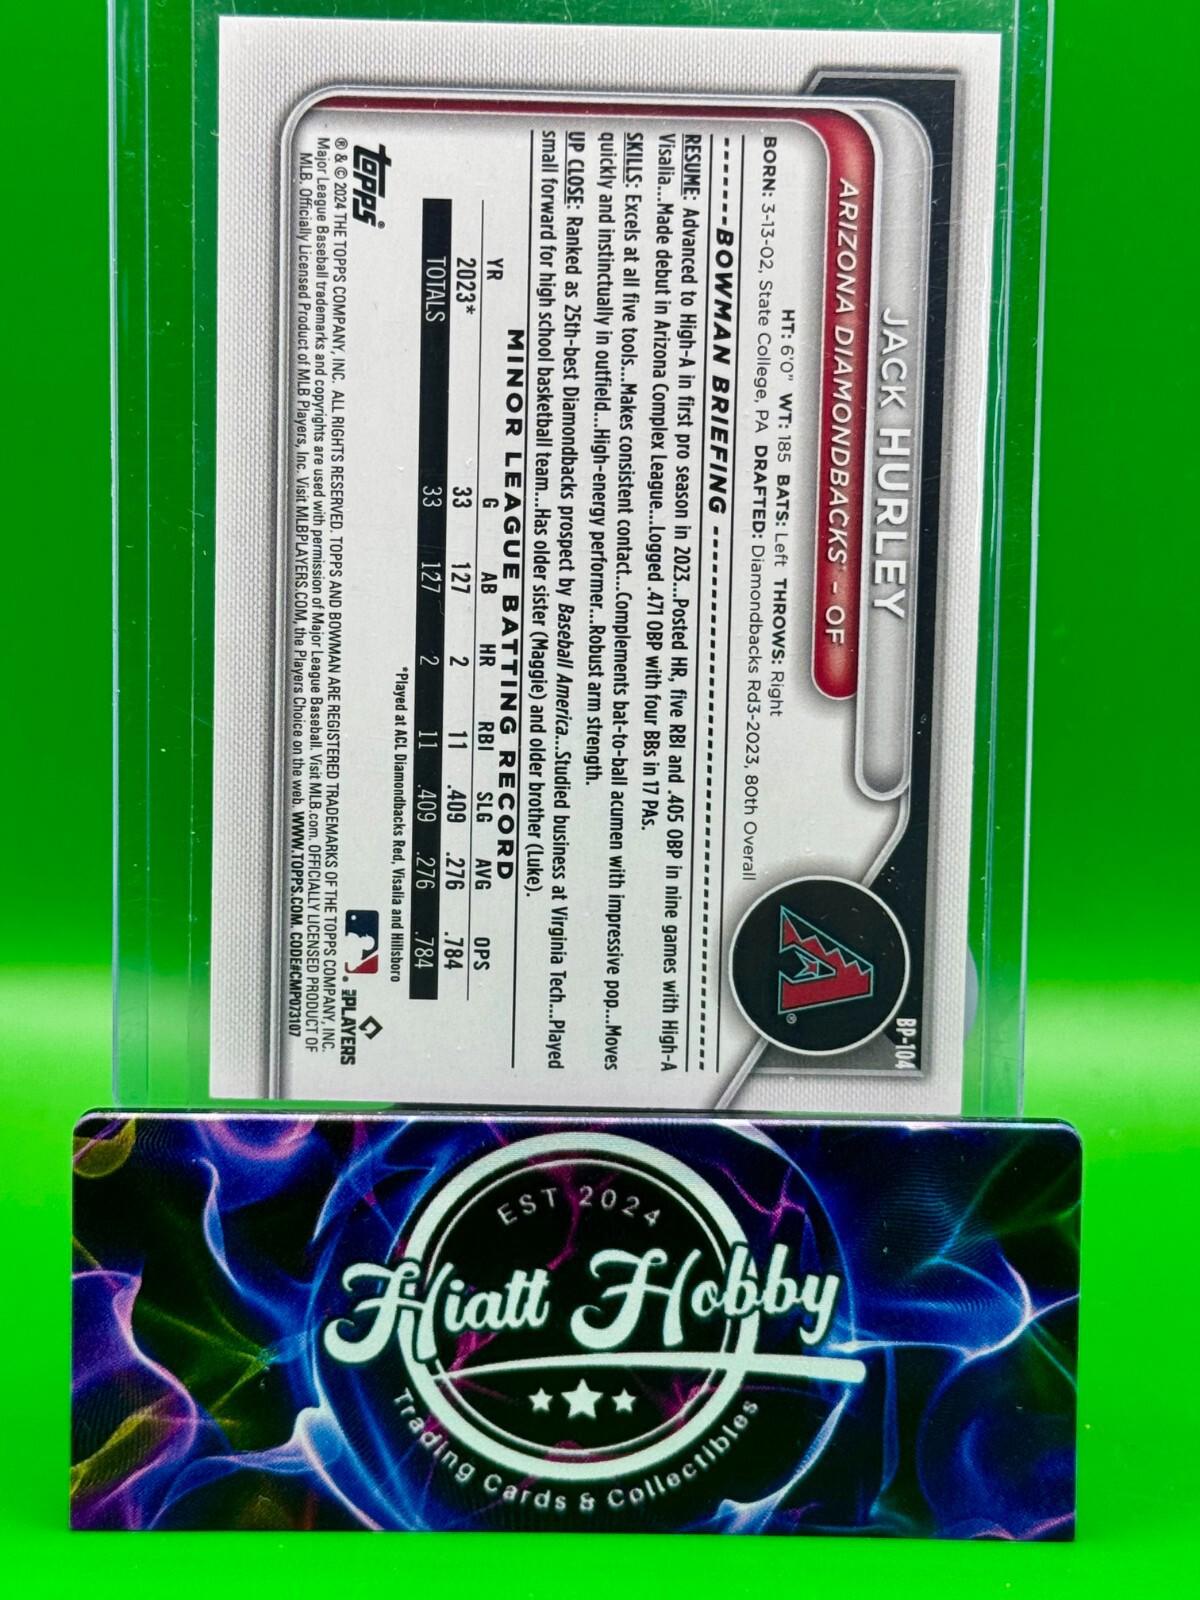 BP-104
JACK HURLEY
ARIZONA DIAMONDBACKS® - OF
HT: 6'0" WT: 185 BATS: Left THROWS: Right
BORN: 3-13-02, State College, PA DRAFTED: Diamondbacks Rd3-2023, 80th Overall
BOWMAN BRIEFING
RESUME: Advanced to High-A in first pro season in 2023...Posted HR, five RBI and .405 OBP in nine games with High-A
Visalia...Made debut in Arizona Complex League...Logged .471 OBP with four BBs in 17 PAs.
SKILLS: Excels at all five tools...Makes consistent contact...Complements bat-to-ball acumen with impressive pop...Moves
quickly and instinctually in outfield...High-energy performer...Robust arm strength.
UP CLOSE: Ranked as 25th-best Diamondbacks prospect by Baseball America...Studied business at Virginia Tech...Played
small forward for high school basketball team...Has older sister (Maggie) and older brother (Luke).
MINOR LEAGUE BATTING RECORD
YR G AB HR RBI SLG AVG OPS
2023* 33 127 2 11 .409 .276 .784
TOTALS 33 127 2 11 .409 .276 .784
*Played at ACL Diamondbacks Red, Visalia and Hillsboro
topps®
MLB PLAYERS
® & © 2024 THE TOPPS COMPANY, INC. ALL RIGHTS RESERVED. TOPPS AND BOWMAN ARE REGISTERED TRADEMARKS OF THE TOPPS COMPANY, INC.
Major League Baseball trademarks and copyrights are used with permission of Major League Baseball. Visit MLB.com. OFFICIALLY LICENSED PRODUCT OF
MLB. Officially Licensed Product of MLB Players, Inc. Visit MLBPLAYERS.COM, the Players Choice on the web. WWW.TOPPS.COM. CODE#CMP073107
EST 2024
Hiatt Hobby
Trading Cards & Collectibles